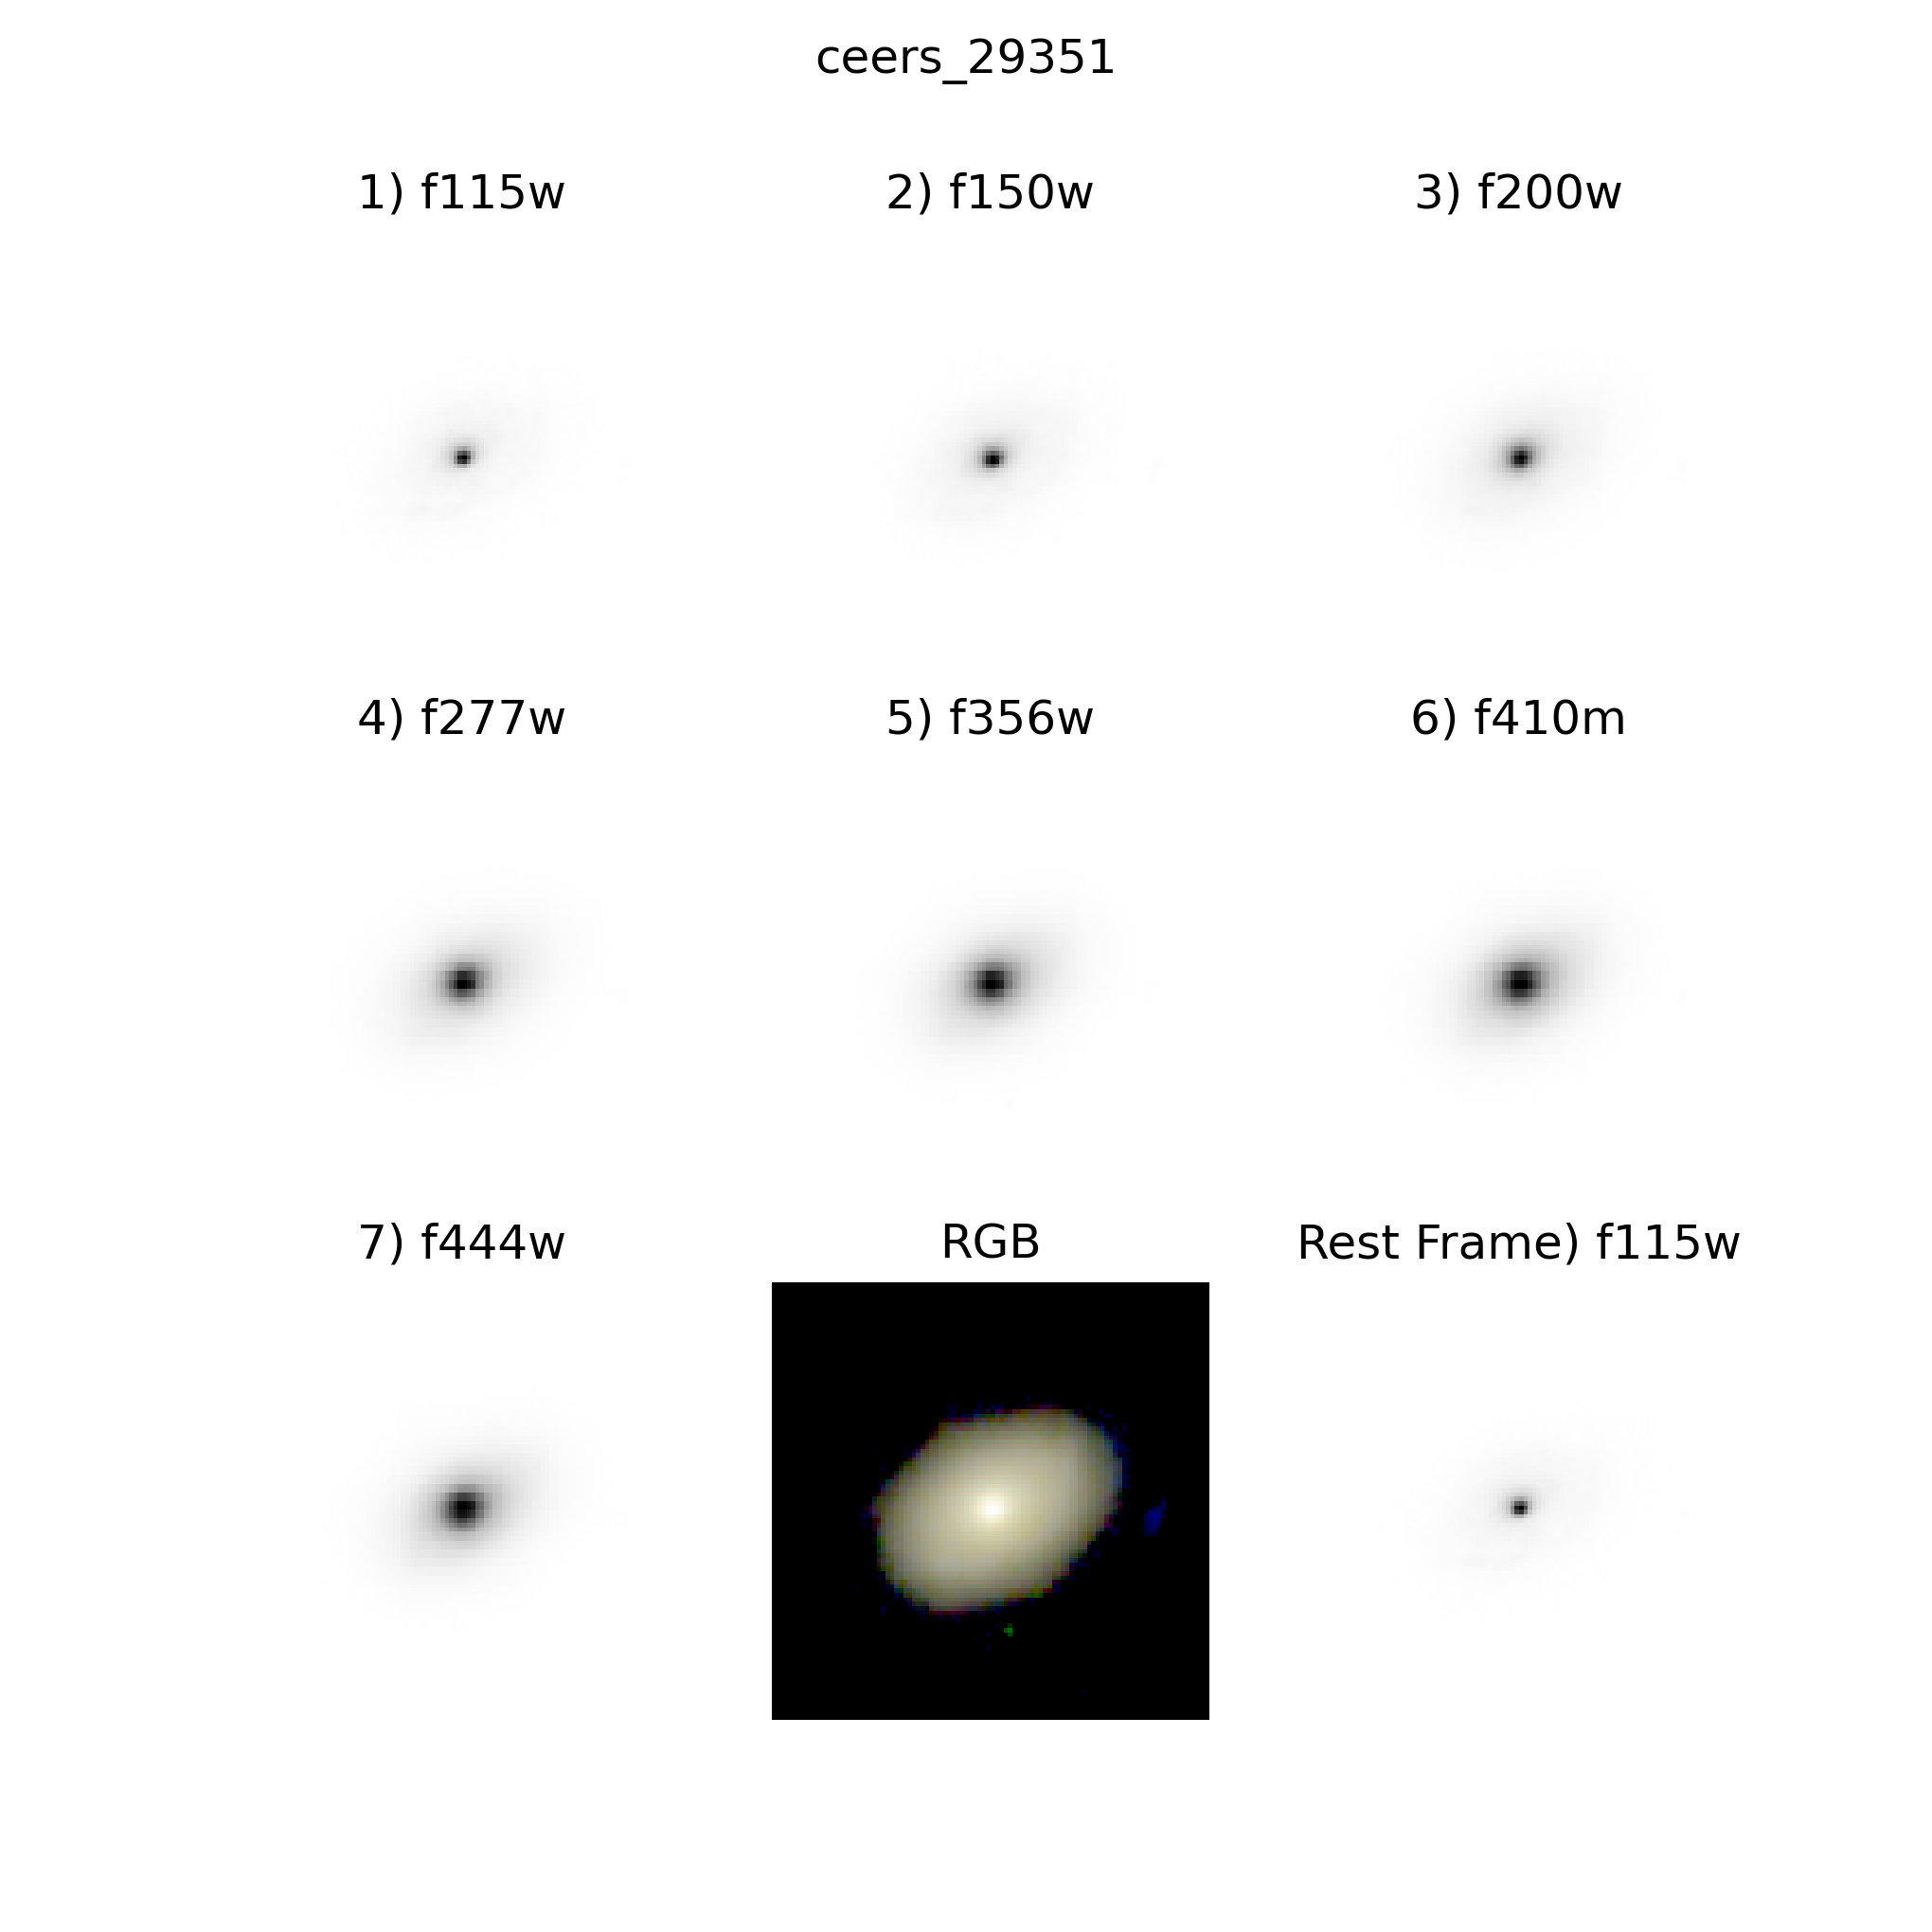 ceers_29351
1) f115w
2) f150w
3) f200w
4) f277w
5) f356w
6) f410m
7) f444w
RGB
Rest Frame) f115w